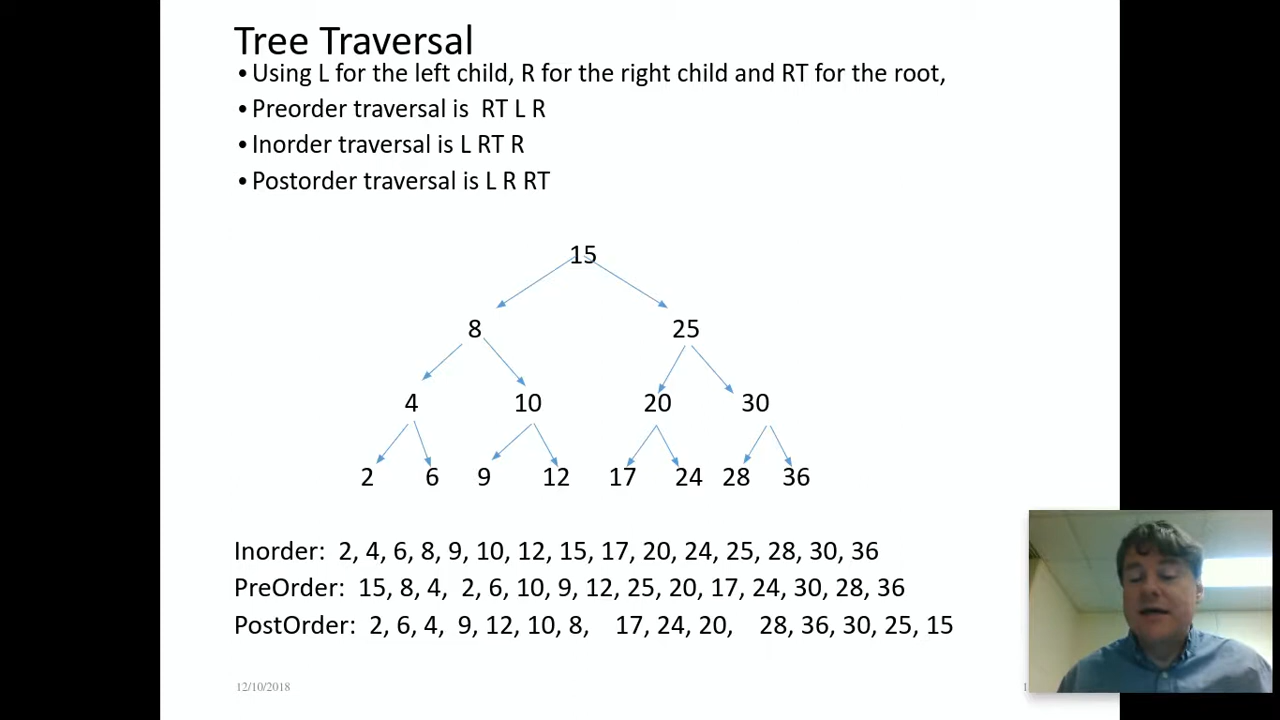 Tree Traversal
• Using L for the left child, R for the right child and RT for the root,
• Preorder traversal is  RT L R
• Inorder traversal is L RT R
• Postorder traversal is L R RT
15
8 25
4 10 20 30
2 6 9 12 17 24 28 36
Inorder:  2, 4, 6, 8, 9, 10, 12, 15, 17, 20, 24, 25, 28, 30, 36
PreOrder:  15, 8, 4,  2, 6, 10, 9, 12, 25, 20, 17, 24, 30, 28, 36
PostOrder:  2, 6, 4,  9, 12, 10, 8,    17, 24, 20,    28, 36, 30, 25, 15
12/10/2018